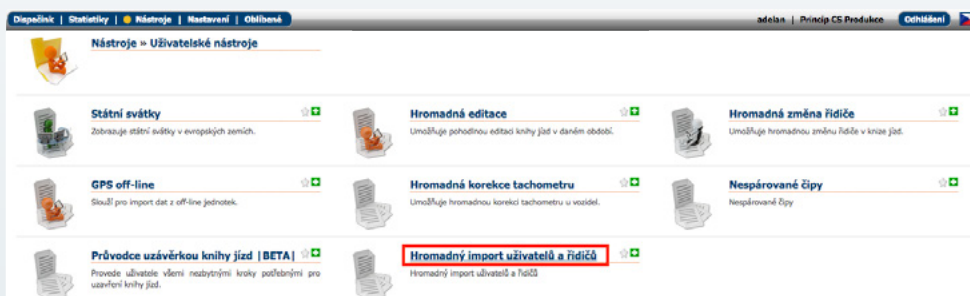 Dispečink | Statistiky | Nástroje | Nastavení | Oblíbené
adelan | Princip CS Produkce Odhlášení
Nástroje » Uživatelské nástroje
Státní svátky
Zobrazuje státní svátky v evropských zemích.
Hromadná editace
Umožňuje pohodlnou editaci knihy jízd v daném období.
Hromadná změna řidiče
Umožňuje hromadnou změnu řidiče v knize jízd.
GPS off-line
Slouží pro import dat z off-line jednotek.
Hromadná korekce tachometru
Umožňuje hromadnou korekci tachometru u vozidel.
Nespárované čipy
Nespárované čipy
Průvodce uzávěrkou knihy jízd |BETA|
Provede uživatele všemi nezbytnými kroky potřebnými pro
uzavření knihy jízd.
Hromadný import uživatelů a řidičů
Hromadný import uživatelů a řidičů